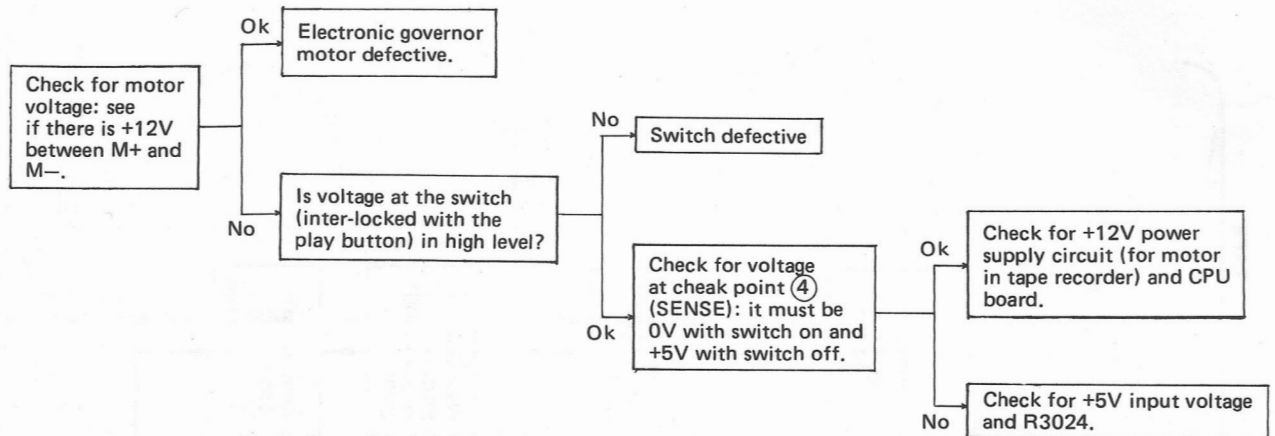 Ok
Electronic governor
motor defective.
Check for motor
voltage: see
if there is +12V
between M+ and
M—.
No
Is voltage at the switch
(inter-locked with the
play button) in high level?
No
Switch defective
Ok
Check for voltage
at cheak point ④
(SENSE): it must be
0V with switch on and
+5V with switch off.
Ok
Check for +12V power
supply circuit (for motor
in tape recorder) and CPU
board.
No
Check for +5V input voltage
and R3024.